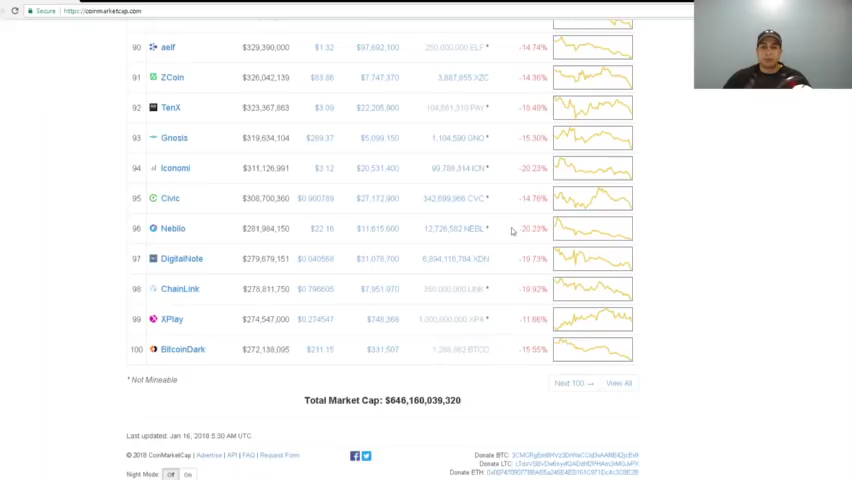 Secure https://coinmarketcap.com
90 aelf $329,390,000 $1.32 $97,692,100 250,000,000 ELF * -14.74%
91 ZCoin $326,042,139 $83.86 $7,747,370 3,887,655 XZC -14.36%
92 TenX $323,367,663 $3.09 $22,205,900 104,661,310 PAY * -18.48%
93 Gnosis $319,634,104 $289.37 $5,099,150 1,104,590 GNO * -15.30%
94 Iconomi $311,126,991 $3.12 $20,531,400 99,788,314 ICN * -20.23%
95 Civic $308,700,360 $0.900789 $27,172,900 342,699,966 CVC * -14.76%
96 Neblio $281,984,150 $22.16 $11,615,600 12,726,582 NEBL * -20.23%
97 DigitalNote $279,679,151 $0.040568 $31,078,700 6,894,116,784 XDN -19.73%
98 ChainLink $278,811,750 $0.796605 $7,951,970 350,000,000 LINK * -19.92%
99 XPlay $274,547,000 $0.274547 $748,368 1,000,000,000 XPA * -11.66%
100 BitcoinDark $272,138,095 $211.15 $331,507 1,288,862 BTCD -15.55%
* Not Mineable
Next 100 → View All
Total Market Cap: $646,160,039,320
Last updated: Jan 16, 2018 5:30 AM UTC
© 2018 CoinMarketCap | Advertise | API | FAQ | Request Form
Donate BTC:
Donate LTC:
Donate ETH:
Night Mode: Off On